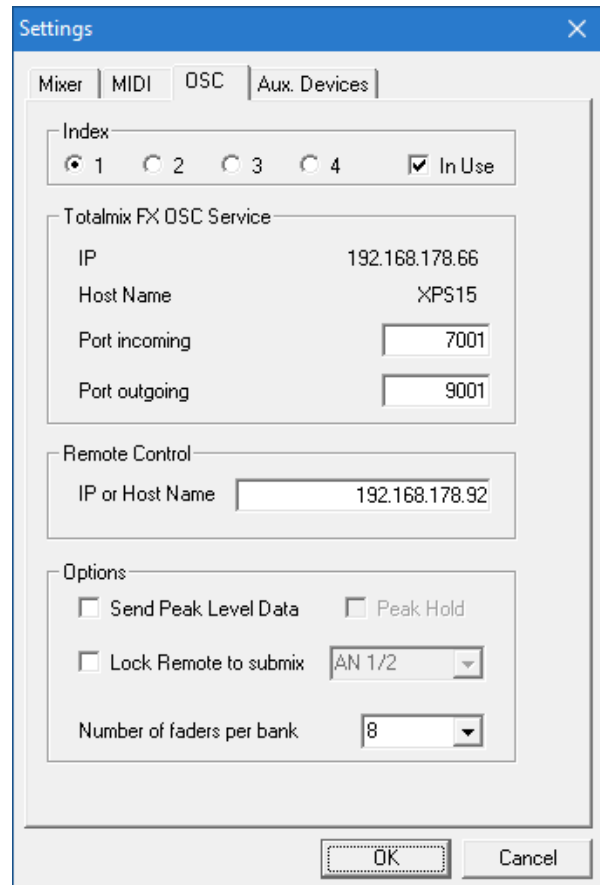 Settings
Mixer MIDI OSC Aux. Devices
Index
1 2 3 4 In Use
Totalmix FX OSC Service
IP 192.168.178.66
Host Name XPS15
Port incoming 7001
Port outgoing 9001
Remote Control
IP or Host Name 192.168.178.92
Options
Send Peak Level Data Peak Hold
Lock Remote to submix AN 1/2
Number of faders per bank 8
OK Cancel